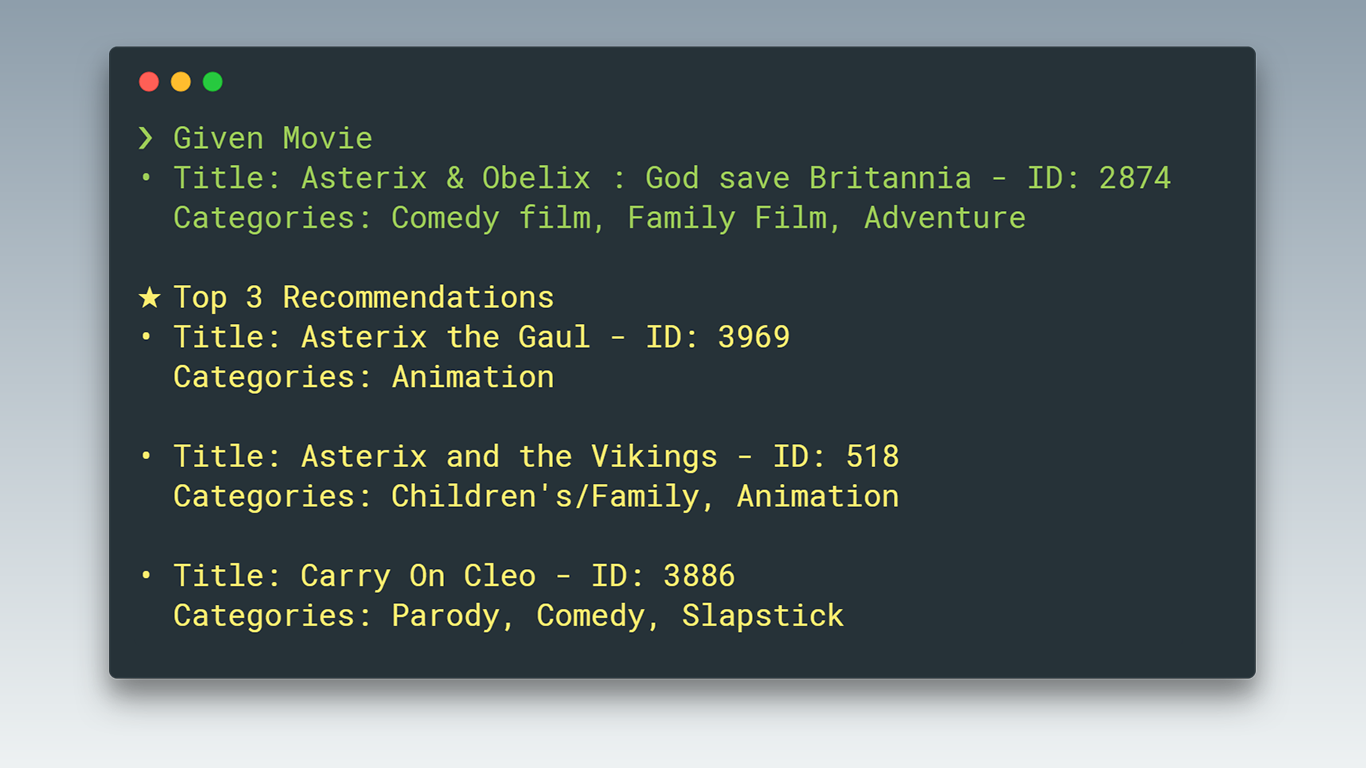 ❯ Given Movie
• Title: Asterix & Obelix : God save Britannia - ID: 2874
Categories: Comedy film, Family Film, Adventure
★ Top 3 Recommendations
• Title: Asterix the Gaul - ID: 3969
Categories: Animation
• Title: Asterix and the Vikings - ID: 518
Categories: Children's/Family, Animation
• Title: Carry On Cleo - ID: 3886
Categories: Parody, Comedy, Slapstick